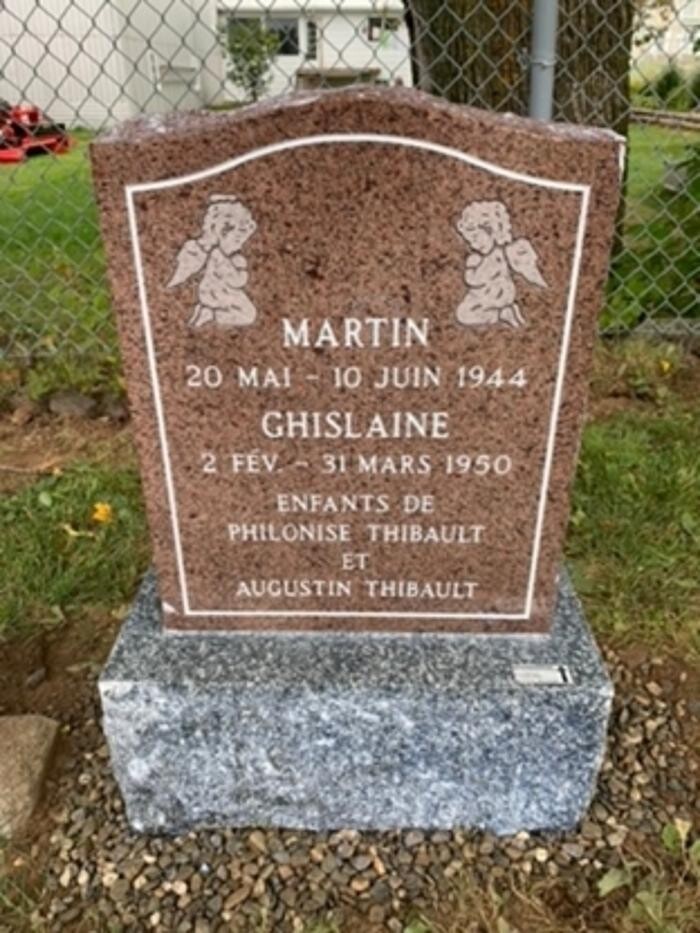 MARTIN
20 MAI - 10 JUIN 1944
GHISLAINE
2 FÉV. - 31 MARS 1950
ENFANTS DE
PHILONISE THIBAULT
ET
AUGUSTIN THIBAULT